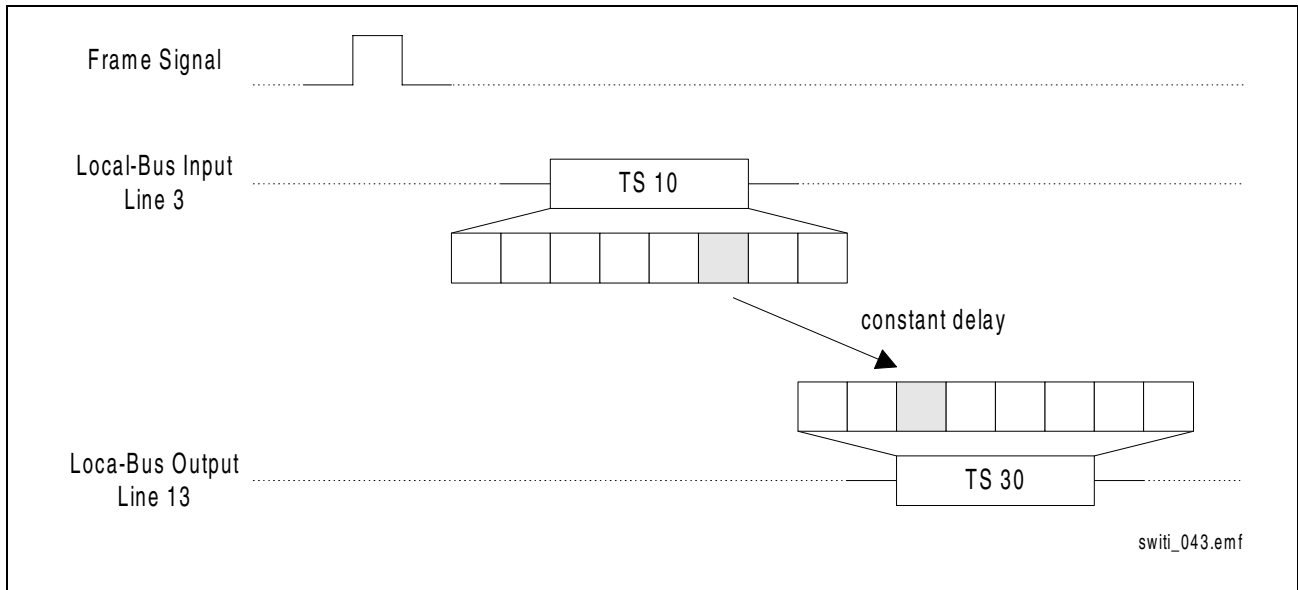 Frame Signal
Local-Bus Input
Line 3
TS 10
constant delay
Loca-Bus Output
Line 13
TS 30
switi_043.emf